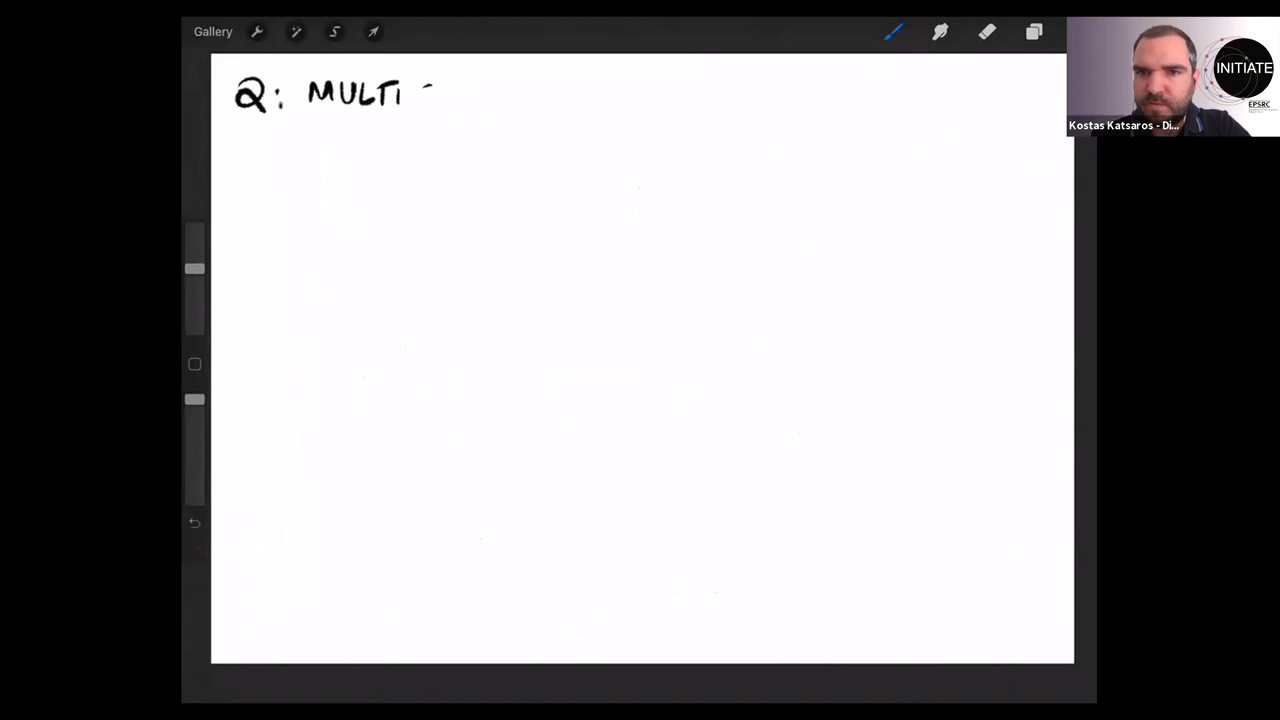 Gallery
Q: MULTI -
INITIATE
EPSRC
Kostas Katsaros - Di...